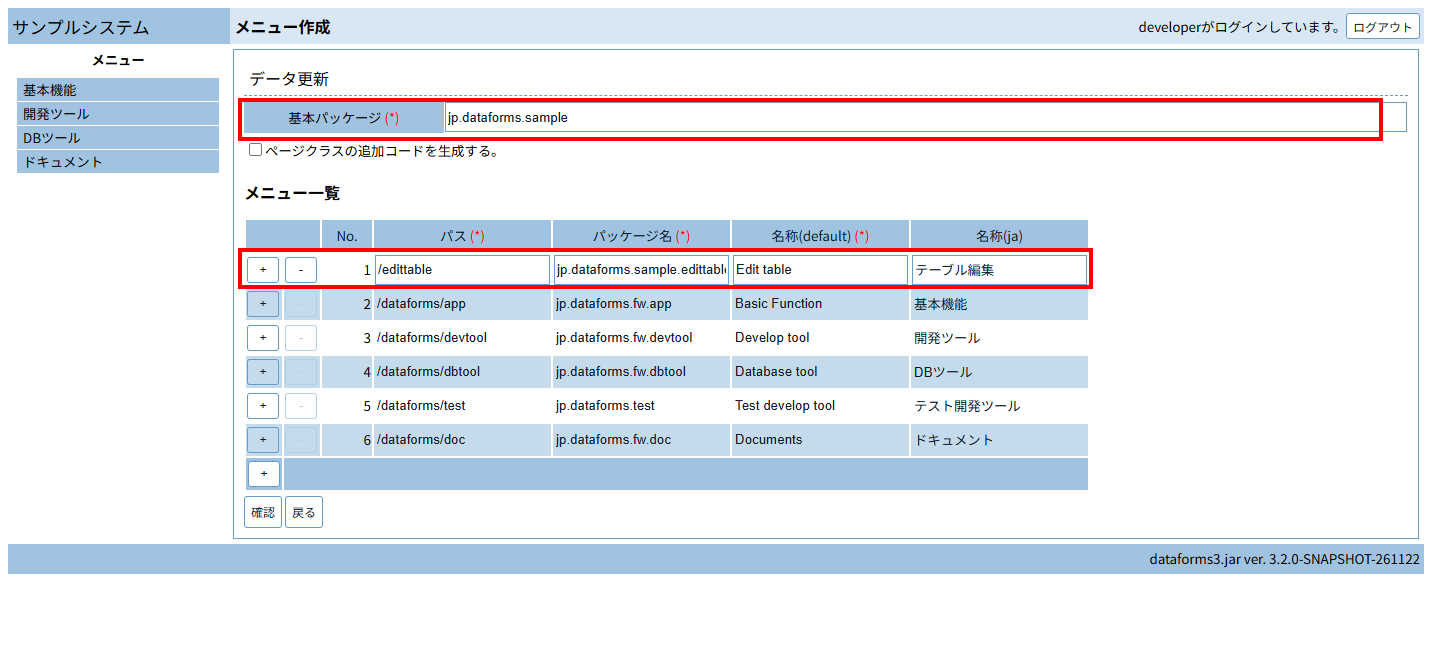 サンプルシステム
メニュー作成
developerがログインしています。 ログアウト
メニュー
基本機能
開発ツール
DBツール
ドキュメント
データ更新
基本パッケージ (*) jp.dataforms.sample
ページクラスの追加コードを生成する。
メニュー一覧
No. パス (*) パッケージ名 (*) 名称(default) (*) 名称(ja)
+ - 1 /edittable jp.dataforms.sample.edittabl Edit table テーブル編集
+ - 2 /dataforms/app jp.dataforms.fw.app Basic Function 基本機能
+ - 3 /dataforms/devtool jp.dataforms.fw.devtool Develop tool 開発ツール
+ - 4 /dataforms/dbtool jp.dataforms.fw.dbtool Database tool DBツール
+ - 5 /dataforms/test jp.dataforms.test Test develop tool テスト開発ツール
+ - 6 /dataforms/doc jp.dataforms.fw.doc Documents ドキュメント
+
確認 戻る
dataforms3.jar ver. 3.2.0-SNAPSHOT-261122